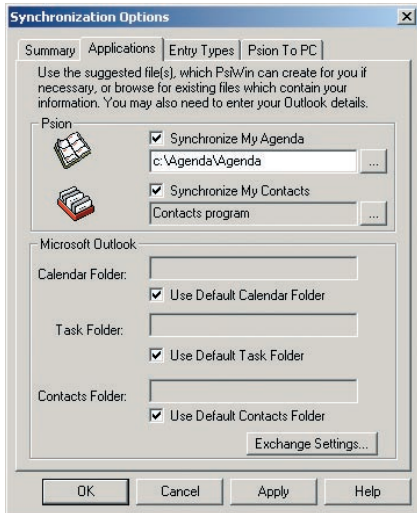 Synchronization Options
Summary Applications Entry Types Psion To PC
Use the suggested file(s), which PsiWin can create for you if
necessary, or browse for existing files which contain your
information. You may also need to enter your Outlook details.
Psion
Synchronize My Agenda
c:\Agenda\Agenda ...
Synchronize My Contacts
Contacts program ...
Microsoft Outlook
Calendar Folder:
Use Default Calendar Folder
Task Folder:
Use Default Task Folder
Contacts Folder:
Use Default Contacts Folder
Exchange Settings...
OK Cancel Apply Help